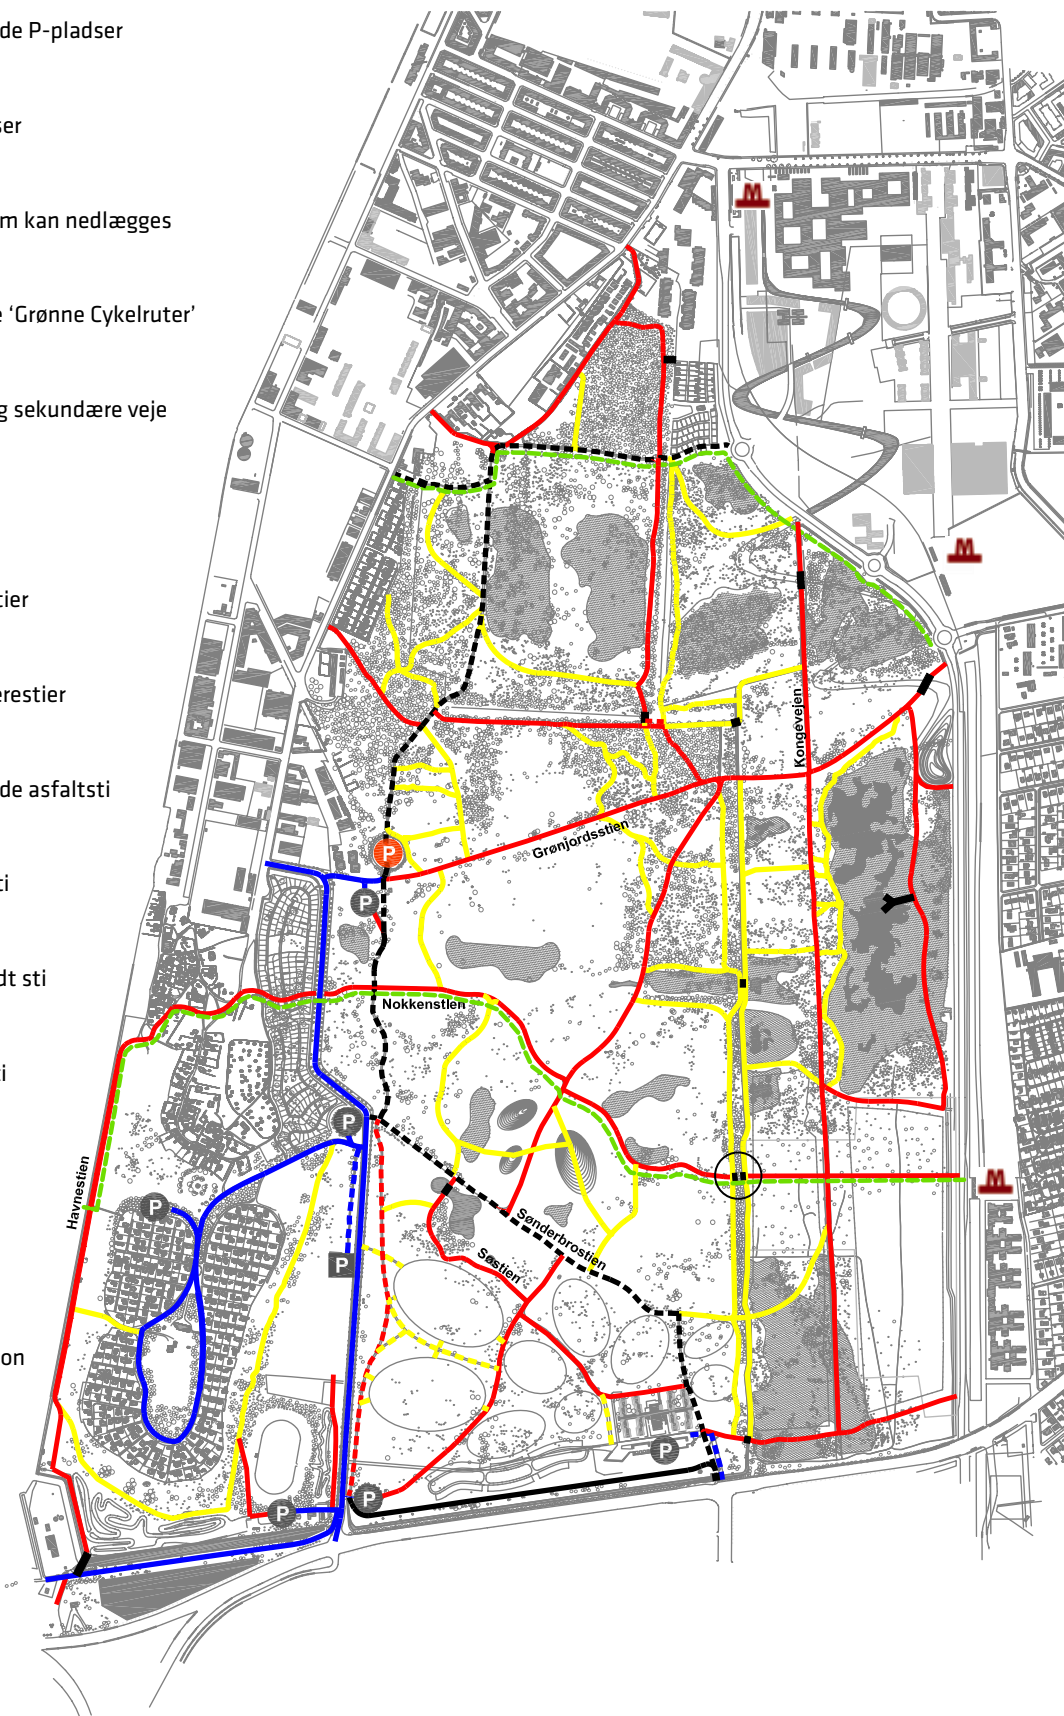 de P-pladser
ser
m kan nedlægges
e ‘Grønne Cykelruter’
g sekundære veje
tier
erestier
de asfaltsti
ti
dt sti
ti
on
M
M
M
Kongevejen
Grønjordsstien
P
P
Nokkenstien
P
Havnestien
P
P
Sønderbrostien
Søstien
P
P
P